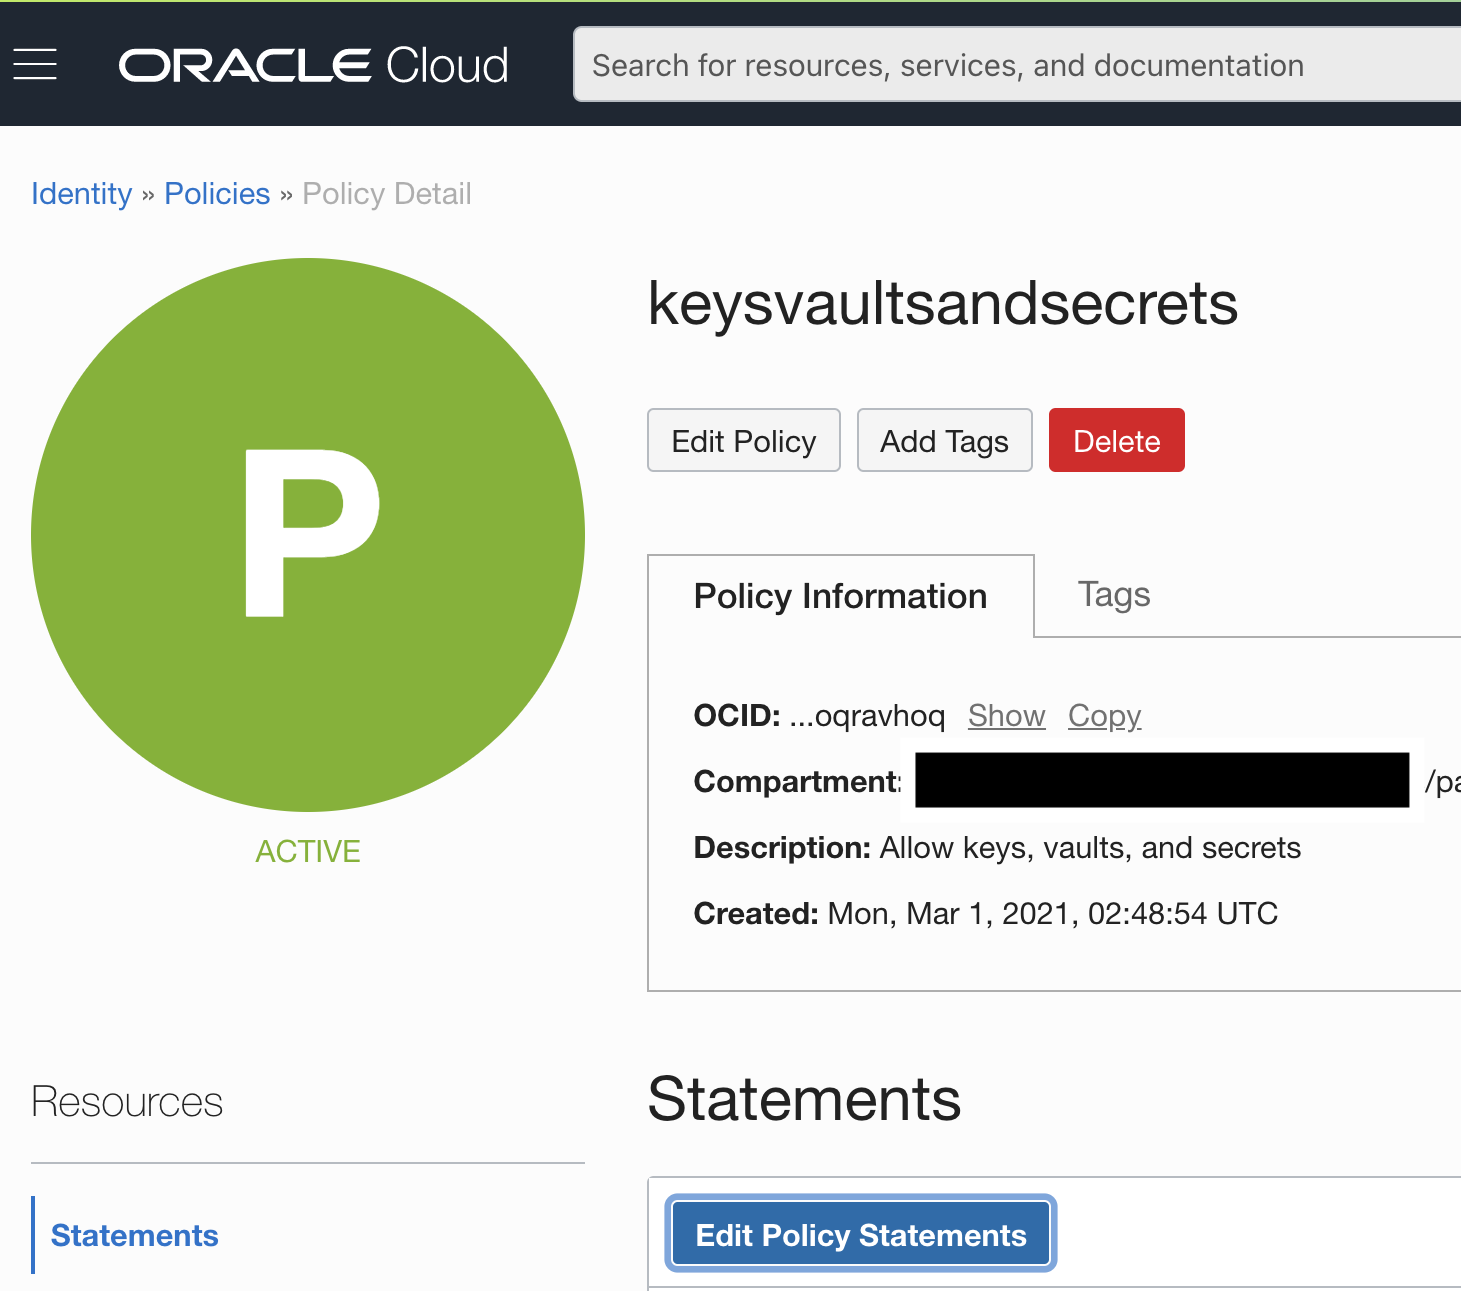 ORACLE Cloud
Search for resources, services, and documentation
Identity » Policies » Policy Detail
P
ACTIVE
keysvaultsandsecrets
Edit Policy
Add Tags
Delete
Policy Information
Tags
OCID: ...oqravhoq Show Copy
Compartment: /pa
Description: Allow keys, vaults, and secrets
Created: Mon, Mar 1, 2021, 02:48:54 UTC
Resources
Statements
Statements
Edit Policy Statements